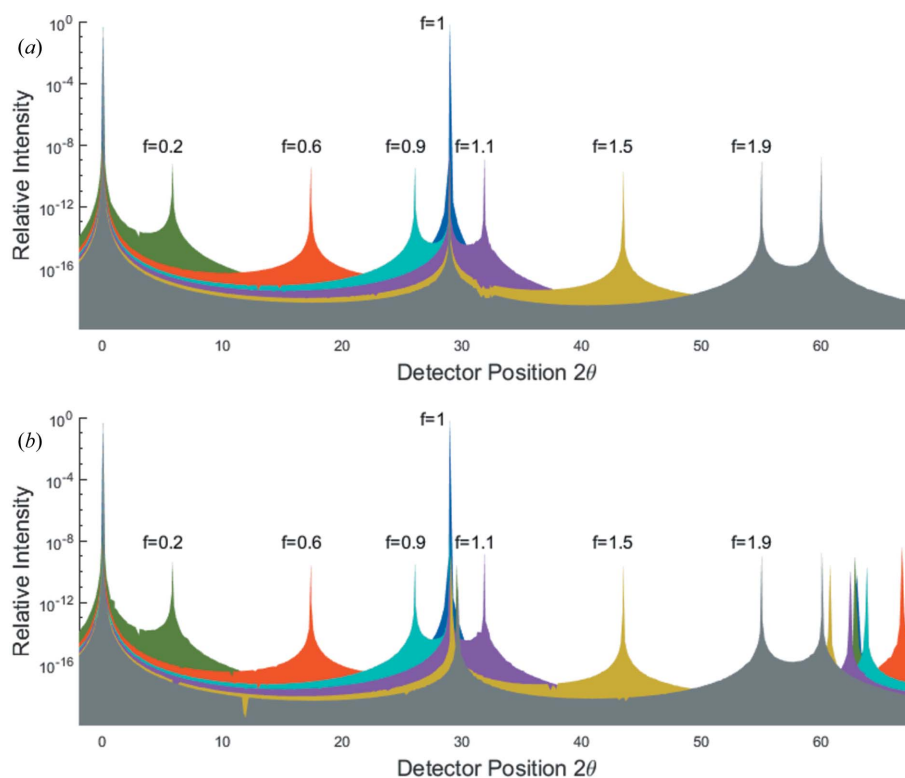 (a)
Relative Intensity
10^0
10^-4
10^-8
10^-12
10^-16
f=1
f=0.2 f=0.6 f=0.9 f=1.1 f=1.5 f=1.9
0 10 20 30 40 50 60
Detector Position 2θ
(b)
Relative Intensity
10^0
10^-4
10^-8
10^-12
10^-16
f=1
f=0.2 f=0.6 f=0.9 f=1.1 f=1.5 f=1.9
0 10 20 30 40 50 60
Detector Position 2θ